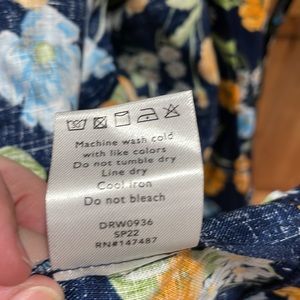 Machine wash cold
with like colors
Do not tumble dry
Line dry
Cool iron
Do not bleach
DRW0936
SP22
RN#147487